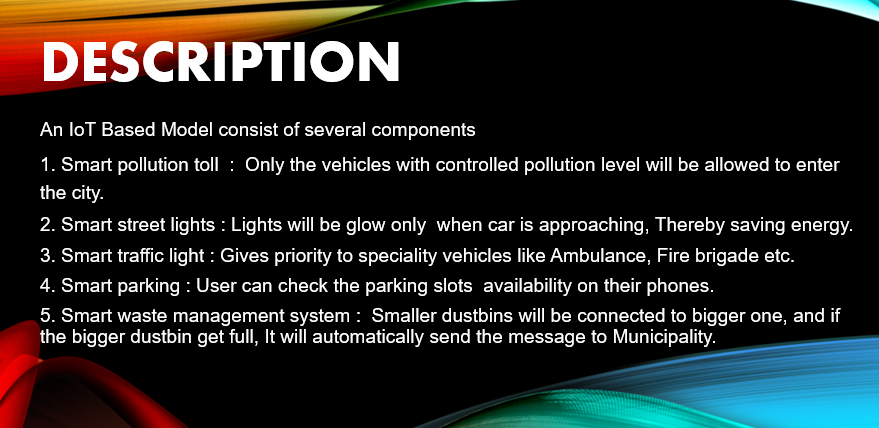 DESCRIPTION
An IoT Based Model consist of several components
1. Smart pollution toll  :  Only the vehicles with controlled pollution level will be allowed to enter
the city.
2. Smart street lights : Lights will be glow only  when car is approaching, Thereby saving energy.
3. Smart traffic light : Gives priority to speciality vehicles like Ambulance, Fire brigade etc.
4. Smart parking : User can check the parking slots  availability on their phones.
5. Smart waste management system :  Smaller dustbins will be connected to bigger one, and if
the bigger dustbin get full, It will automatically send the message to Municipality.